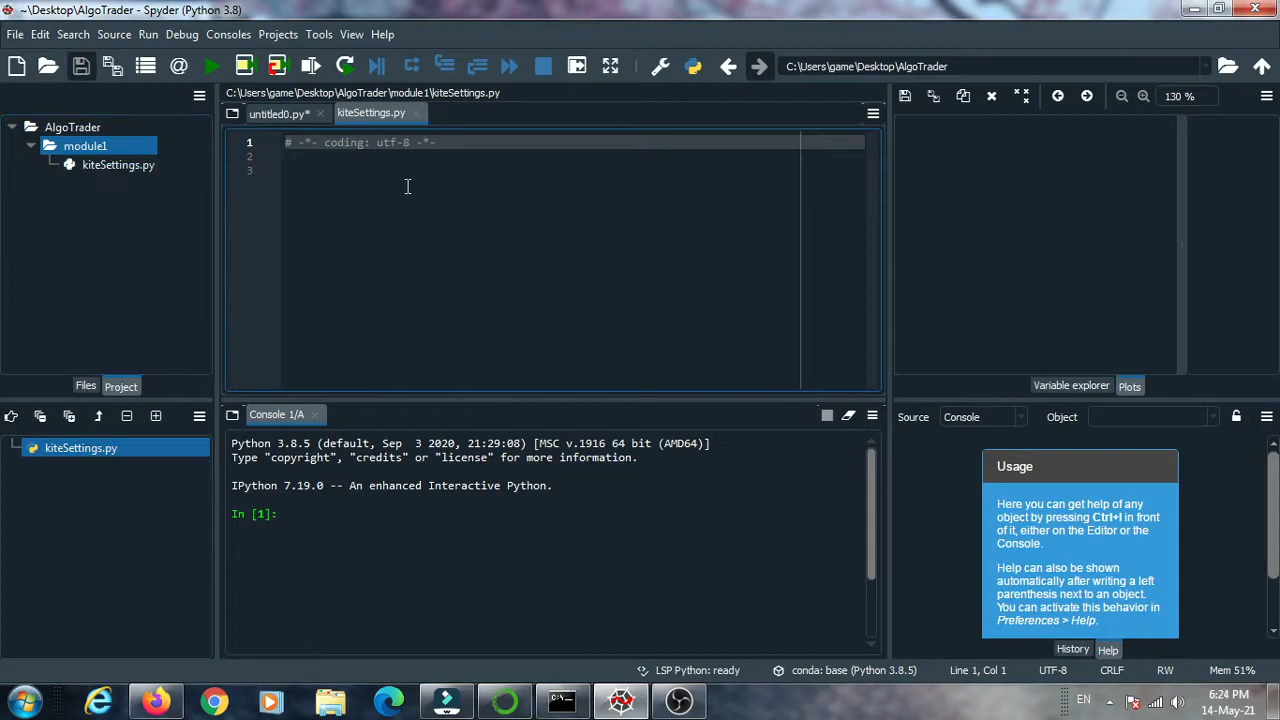 ~\Desktop\AlgoTrader - Spyder (Python 3.8)
File Edit Search Source Run Debug Consoles Projects Tools View Help
C:\Users\game\Desktop\AlgoTrader
C:\Users\game\Desktop\AlgoTrader\module1\kiteSettings.py
AlgoTrader
module1
kiteSettings.py
Files Project
kiteSettings.py
untitled0.py* kiteSettings.py
1 # -*- coding: utf-8 -*-
2
3
Console 1/A
Python 3.8.5 (default, Sep 3 2020, 21:29:08) [MSC v.1916 64 bit (AMD64)]
Type "copyright", "credits" or "license" for more information.
IPython 7.19.0 -- An enhanced Interactive Python.
In [1]:
130 %
Variable explorer Plots
Source Console Object
Usage
Here you can get help of any
object by pressing Ctrl+I in front
of it, either on the Editor or the
Console.
Help can also be shown
automatically after writing a left
parenthesis next to an object.
You can activate this behavior in
Preferences > Help.
History Help
LSP Python: ready conda: base (Python 3.8.5) Line 1, Col 1 UTF-8 CRLF RW Mem 51%
EN 6:24 PM
14-May-21